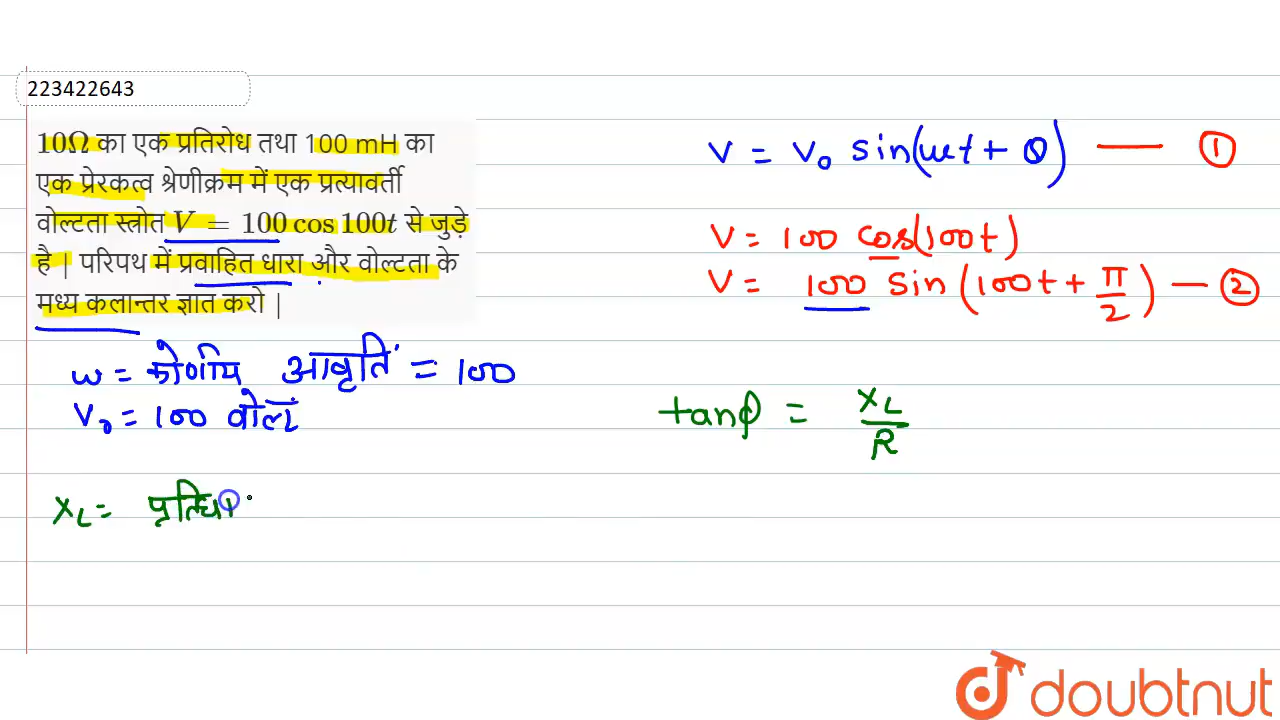 223422643
10Ω का एक प्रतिरोध तथा 100 mH का
एक प्रेरकत्व श्रेणीक्रम में एक प्रत्यावर्ती
वोल्टता स्त्रोत V = 100 cos 100t से जुड़े
है | परिपथ में प्रवाहित धारा और वोल्टता के
मध्य कलान्तर ज्ञात करो |
V = V₀ sin(ωt + θ) — ①
V = 100 cos(100t)
V = 100 sin(100t + π/2) — ②
ω = कोणीय आवृति = 100
V₀ = 100 वोल्ट
tanφ = XL/R
XL = प्रतिघा
doubtnut